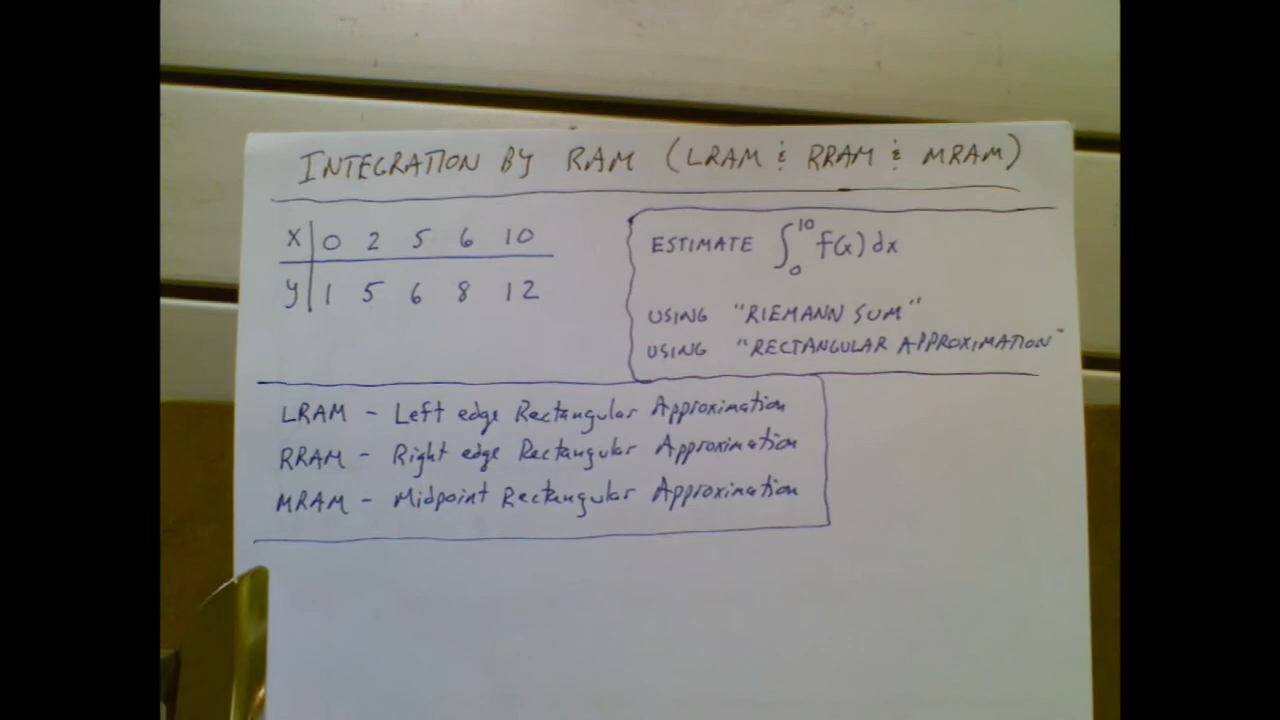 INTEGRATION BY RAM (LRAM & RRAM & MRAM)
x 0 2 5 6 10
y 1 5 6 8 12
ESTIMATE ∫₀¹⁰ f(x) dx
USING "RIEMANN SUM"
USING "RECTANGULAR APPROXIMATION"
LRAM - Left edge Rectangular Approximation
RRAM - Right edge Rectangular Approximation
MRAM - Midpoint Rectangular Approximation